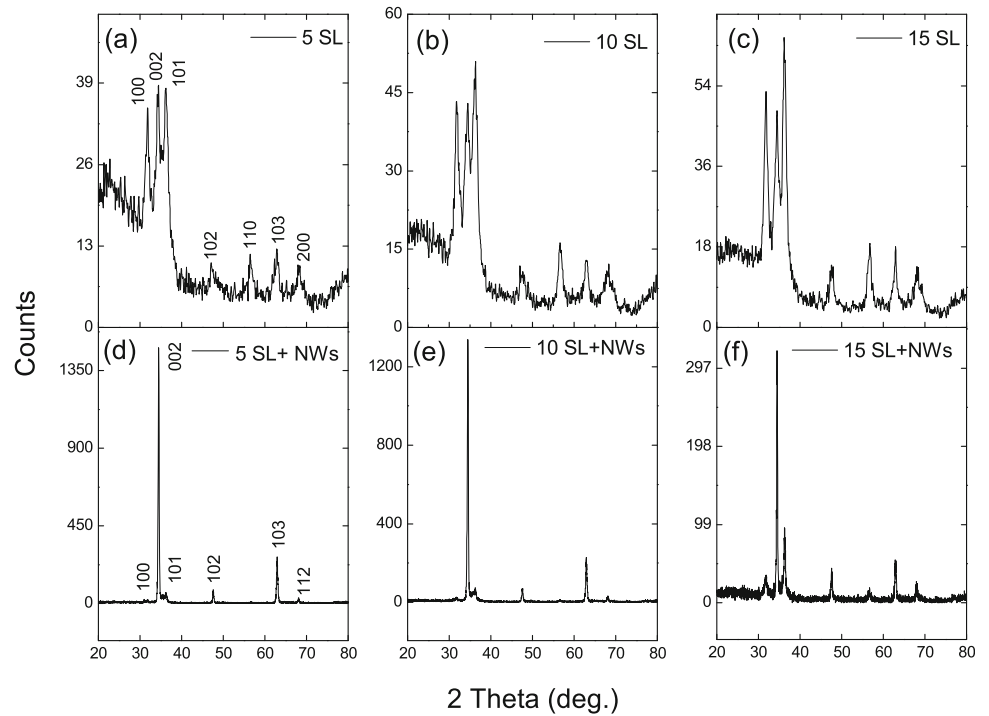 (a)
5 SL
100
002
101
102
110
103
200
39
26
13
0
(b)
10 SL
60
45
30
15
0
(c)
15 SL
54
36
18
0
Counts
(d)
5 SL+ NWs
002
100
101
102
103
112
1350
900
450
0
20 30 40 50 60 70 80
(e)
10 SL+NWs
1200
800
400
0
20 30 40 50 60 70 80
(f)
15 SL+NWs
297
198
99
0
20 30 40 50 60 70 80
2 Theta (deg.)